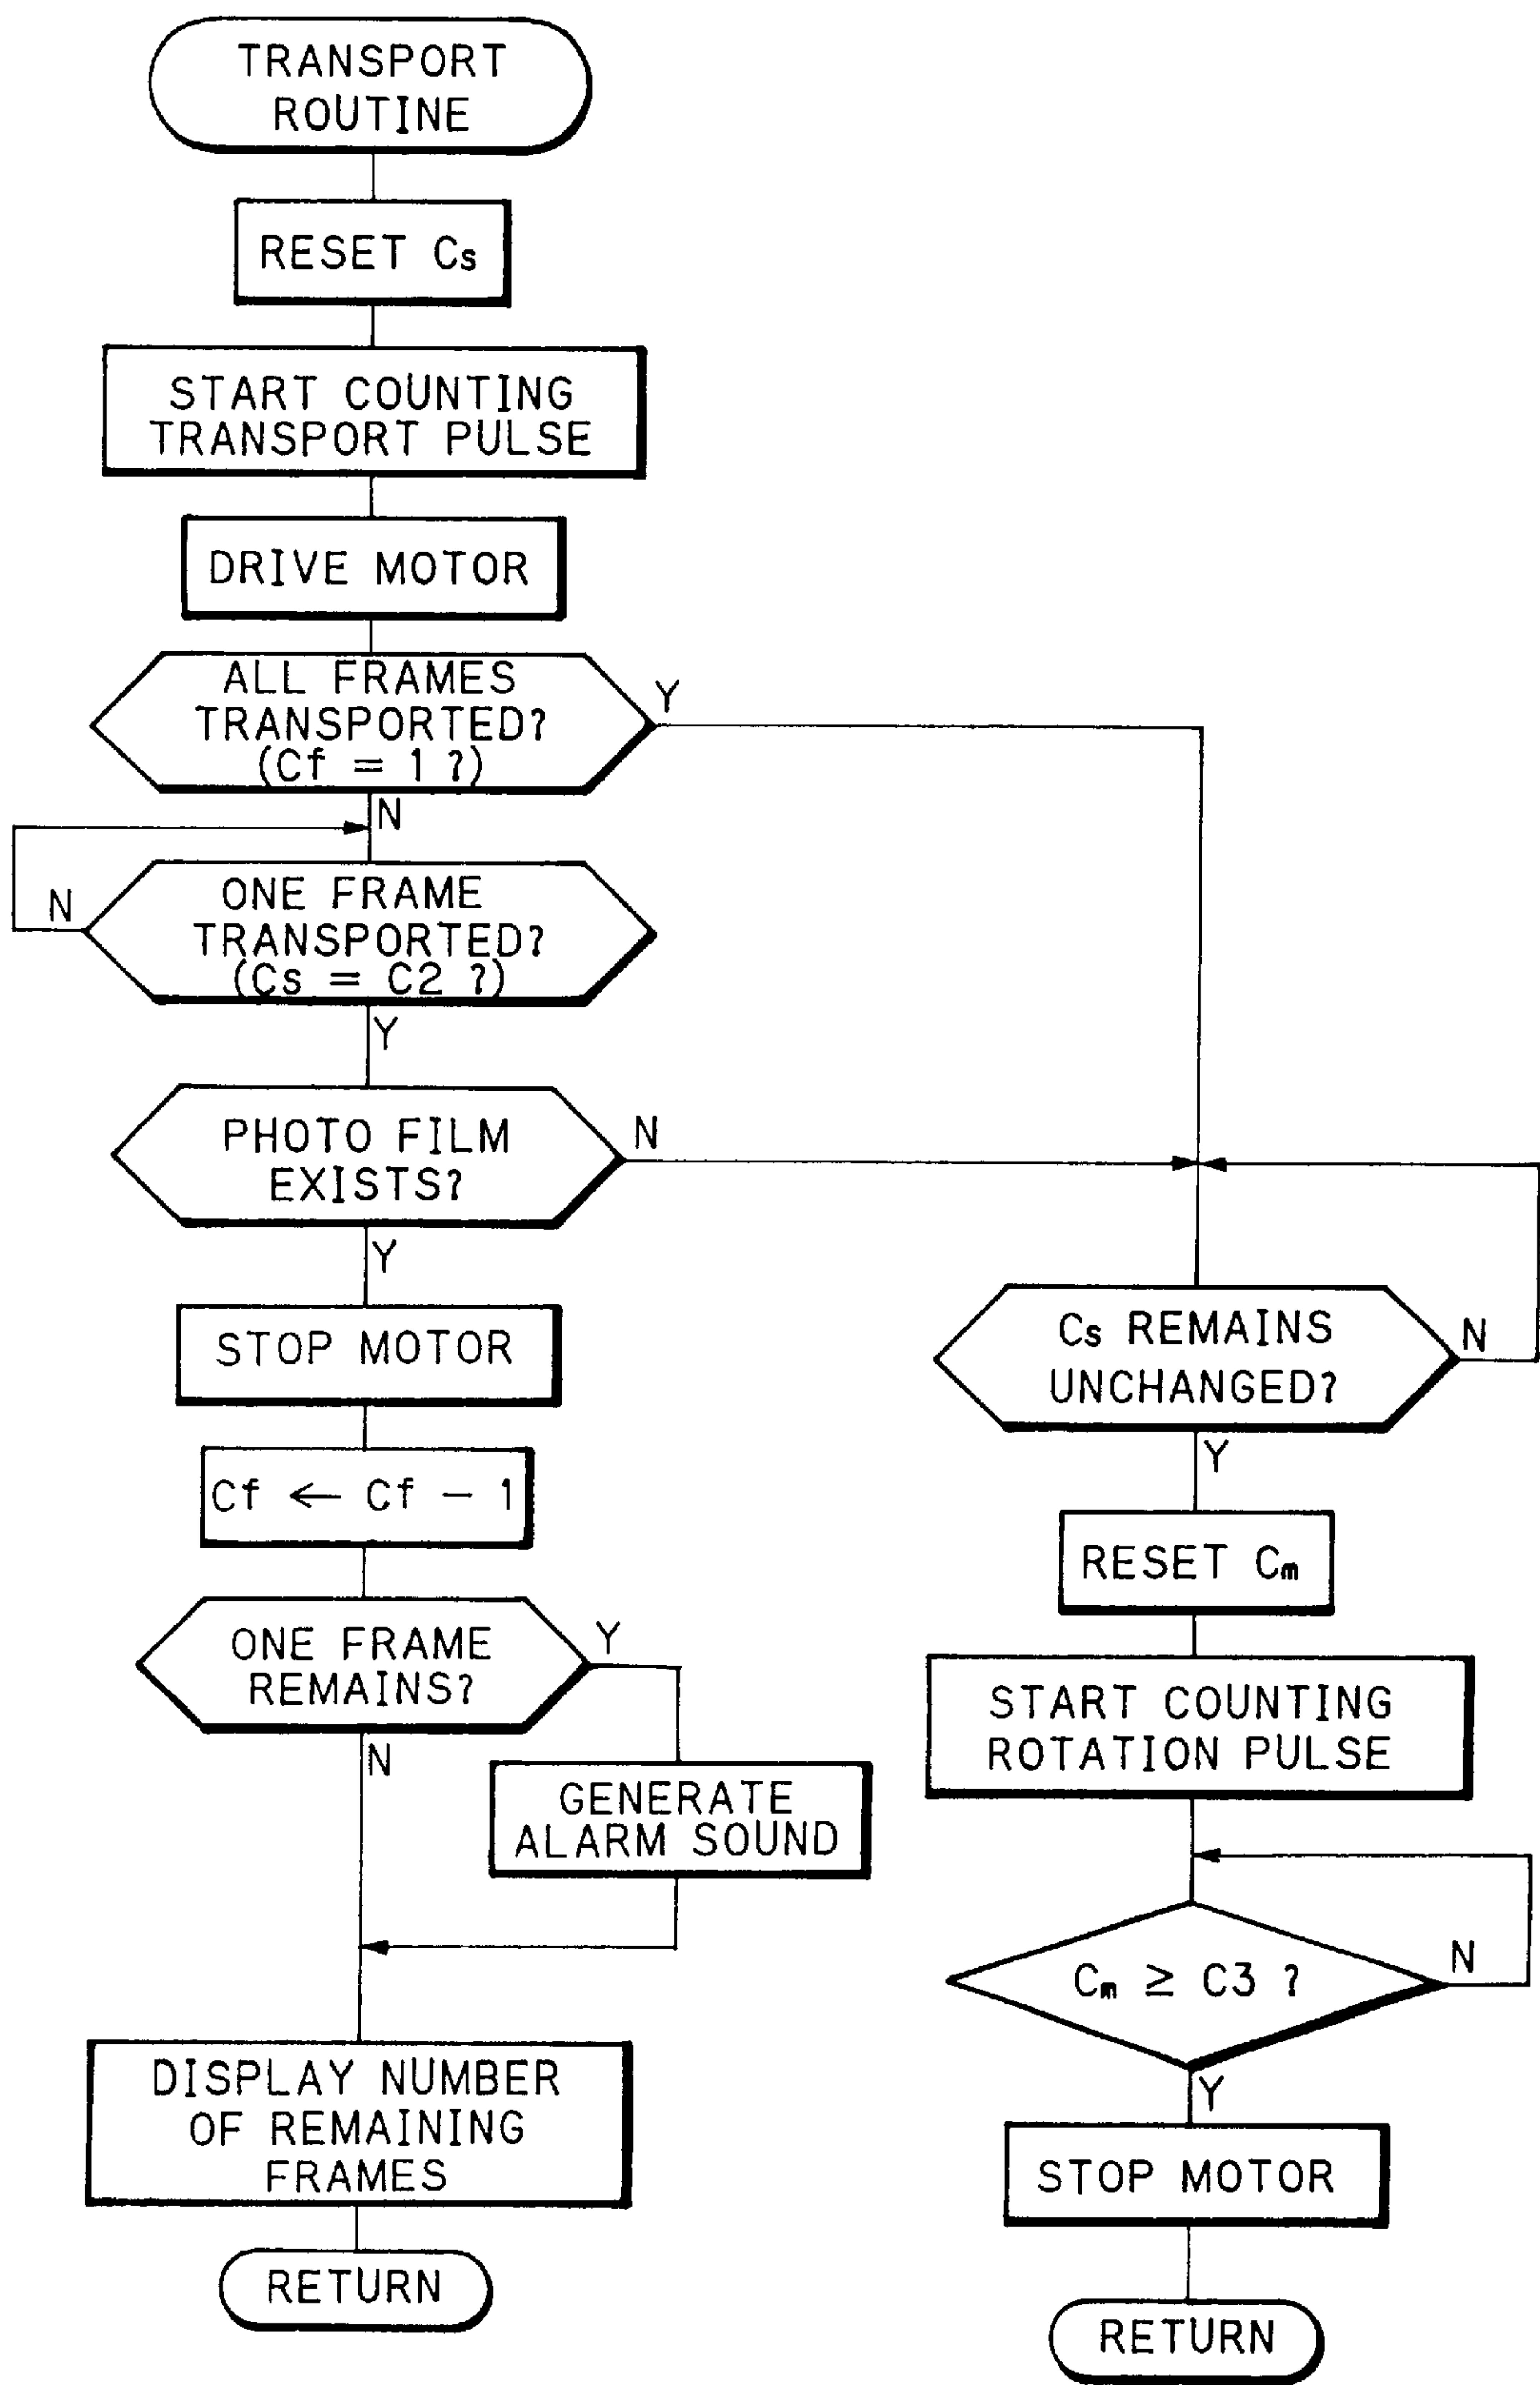 TRANSPORT
ROUTINE
RESET Cs
START COUNTING
TRANSPORT PULSE
DRIVE MOTOR
ALL FRAMES
TRANSPORTED?
(Cf = 1 ?)
Y
N
ONE FRAME
TRANSPORTED?
(Cs = C2 ?)
N
Y
PHOTO FILM
EXISTS?
N
Y
STOP MOTOR
Cf ← Cf - 1
ONE FRAME
REMAINS?
Y
N
GENERATE
ALARM SOUND
DISPLAY NUMBER
OF REMAINING
FRAMES
RETURN
Cs REMAINS
UNCHANGED?
N
Y
RESET Cm
START COUNTING
ROTATION PULSE
Cm ≥ C3 ?
N
Y
STOP MOTOR
RETURN